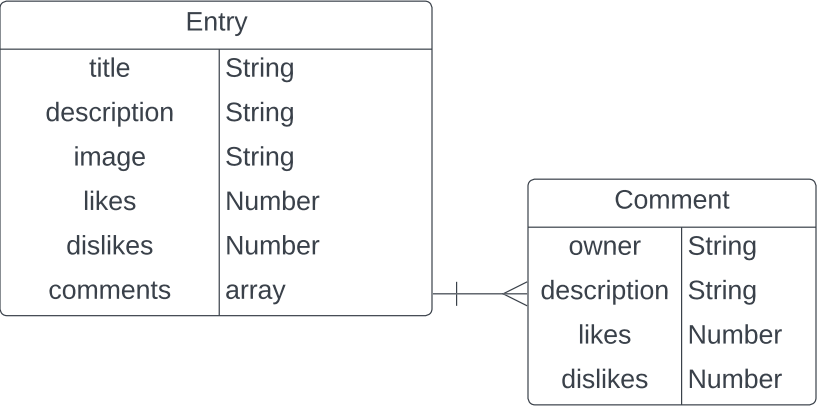 Entry
title String
description String
image String
likes Number
dislikes Number
comments array
Comment
owner String
description String
likes Number
dislikes Number